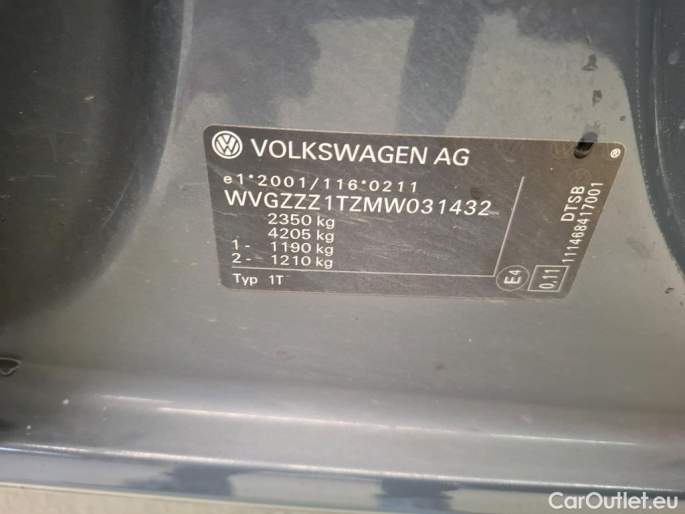 VOLKSWAGEN AG
e1*2001/116*0211
WVGZZZ1TZMW031432
2350 kg
4205 kg
1- 1190 kg
2- 1210 kg
Typ 1T
E4
0,11
DTSB
111468417001
®
CarOutlet.eu